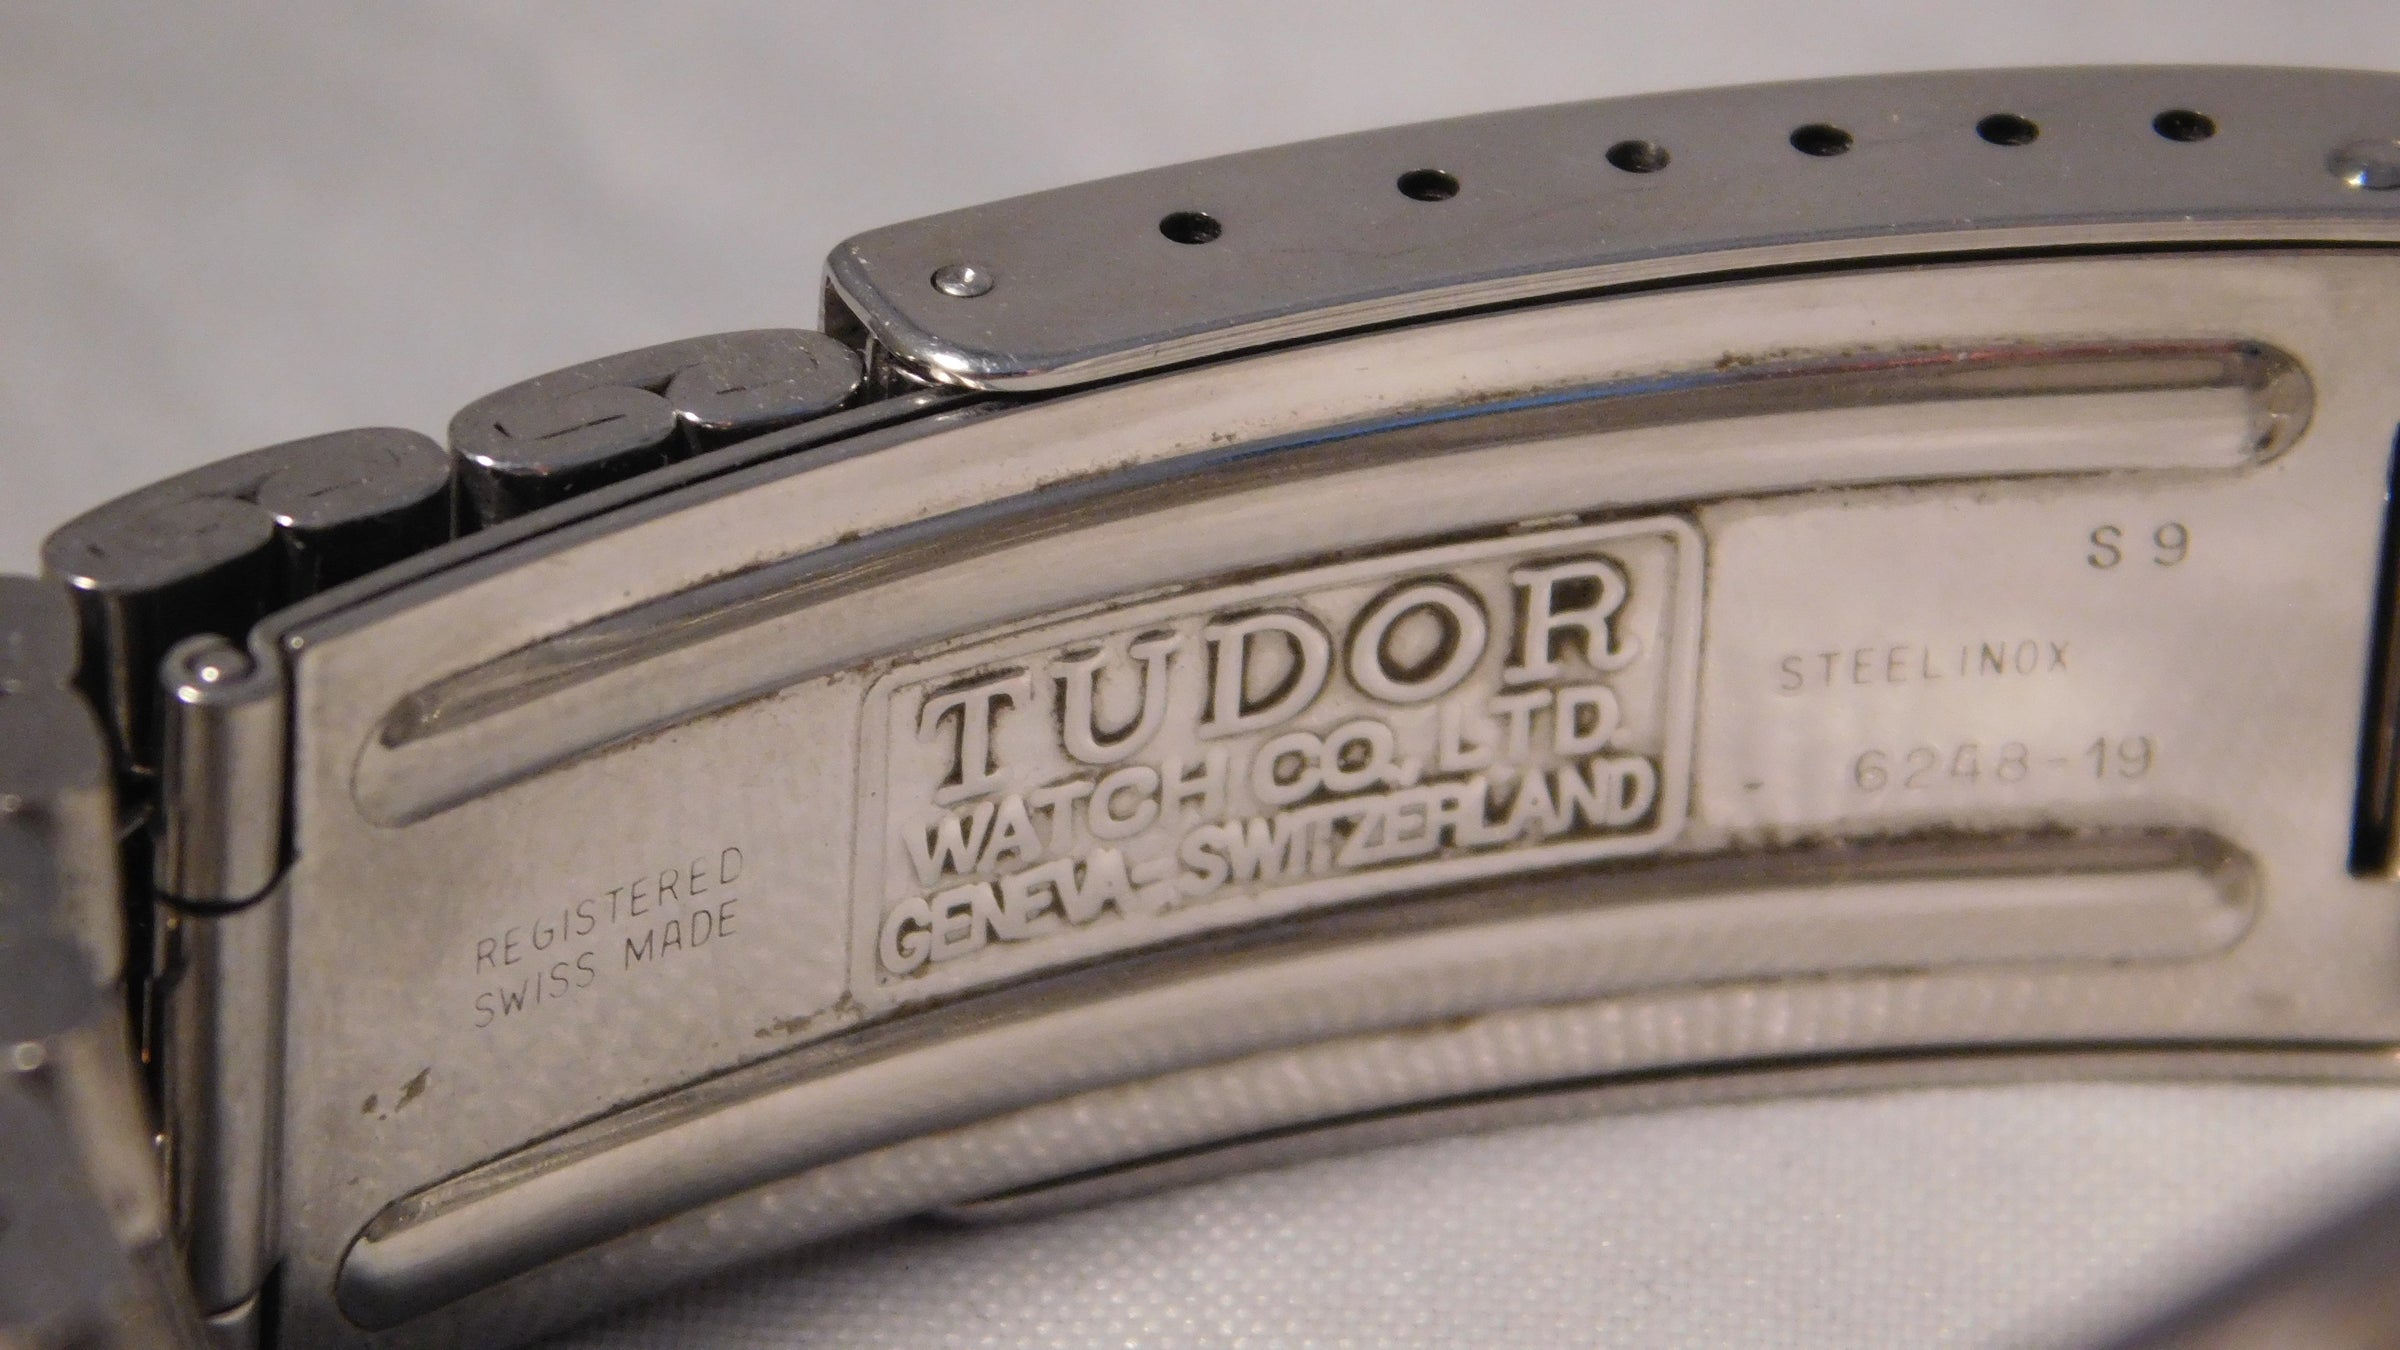 REGISTERED
SWISS MADE
TUDOR
WATCH CO., LTD.
GENEVA-SWITZERLAND
S 9
STEELINOX
6248-19